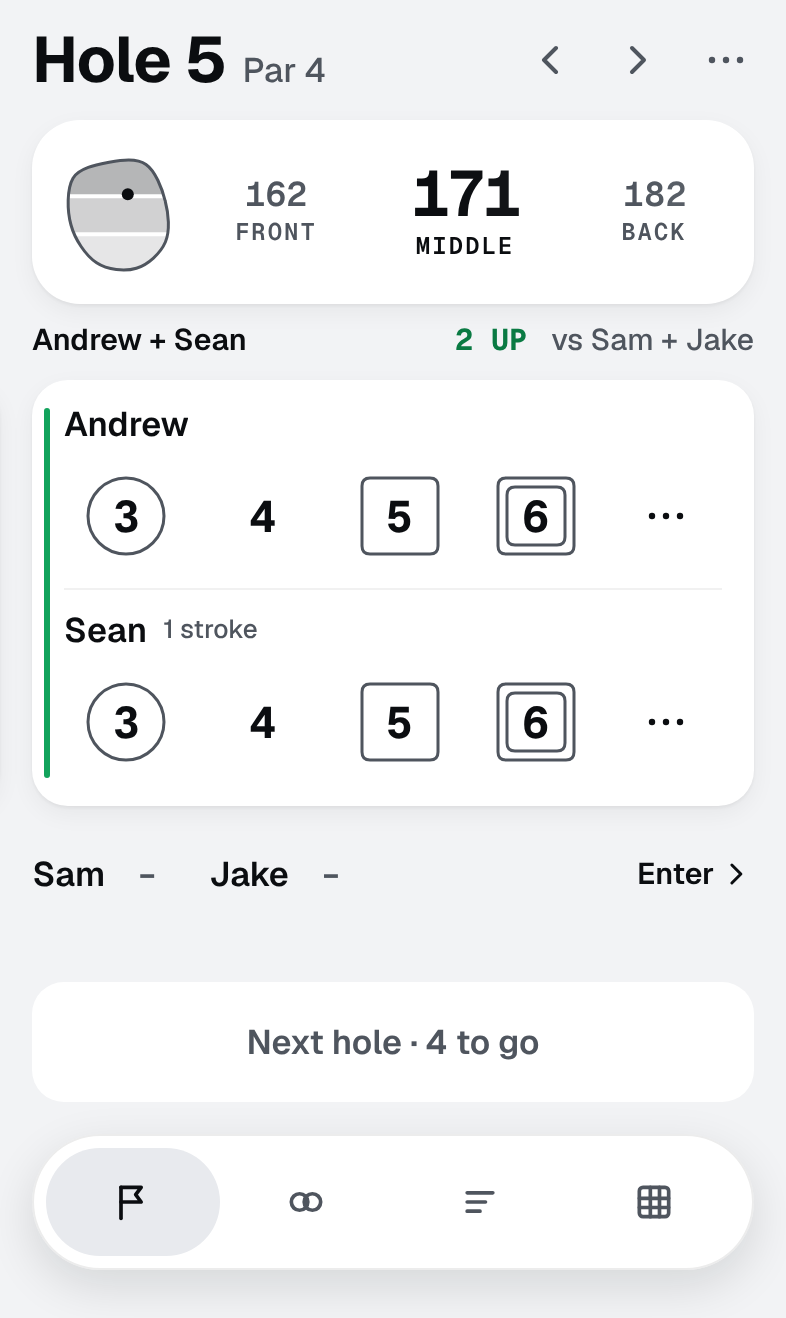 Hole 5 Par 4
162 171 182
FRONT MIDDLE BACK
Andrew + Sean 2 UP vs Sam + Jake
Andrew
3 4 5 6 ...
Sean 1 stroke
3 4 5 6 ...
Sam – Jake – Enter
Next hole · 4 to go